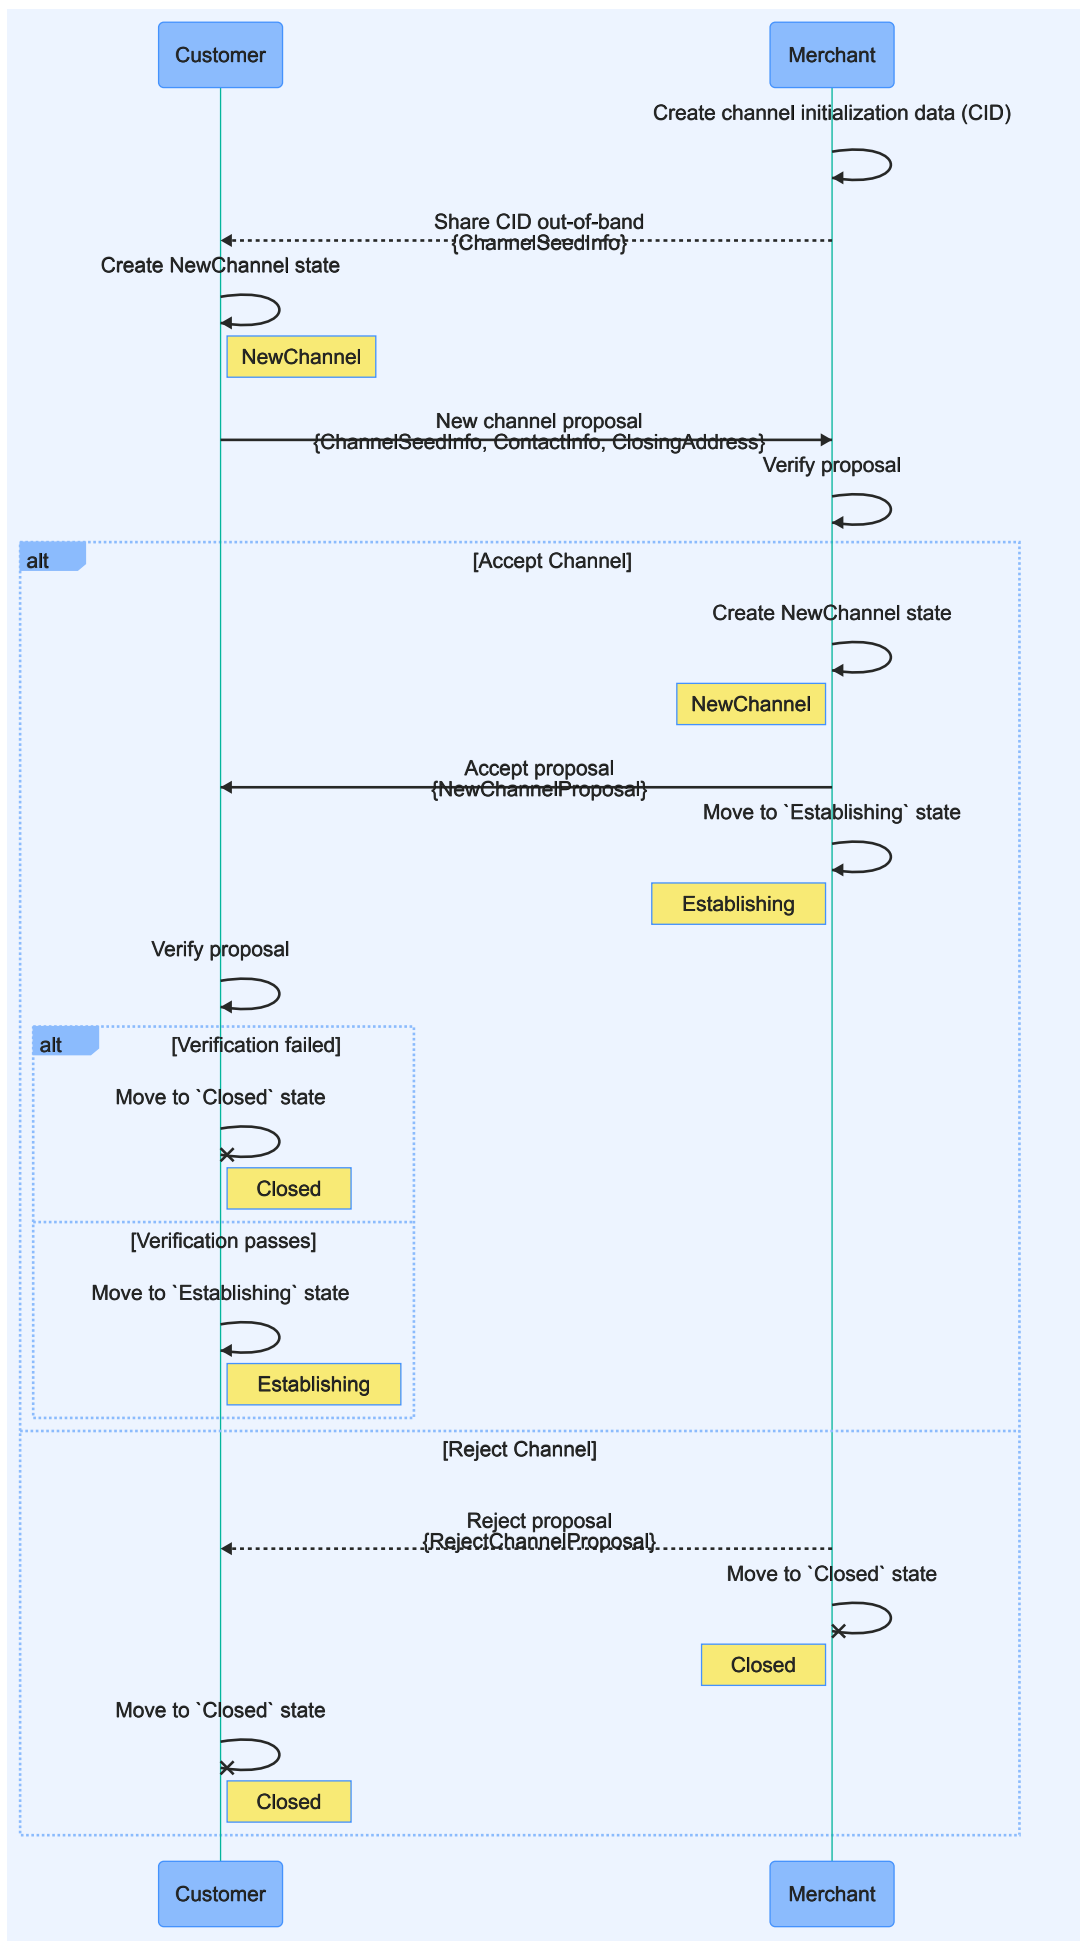 Customer
Merchant
Create channel initialization data (CID)
Share CID out-of-band
{ChannelSeedInfo}
Create NewChannel state
NewChannel
New channel proposal
{ChannelSeedInfo, ContactInfo, ClosingAddress}
Verify proposal
alt
[Accept Channel]
Create NewChannel state
NewChannel
Accept proposal
{NewChannelProposal}
Move to `Establishing` state
Establishing
Verify proposal
alt
[Verification failed]
Move to `Closed` state
Closed
[Verification passes]
Move to `Establishing` state
Establishing
[Reject Channel]
Reject proposal
{RejectChannelProposal}
Move to `Closed` state
Closed
Move to `Closed` state
Closed
Customer
Merchant